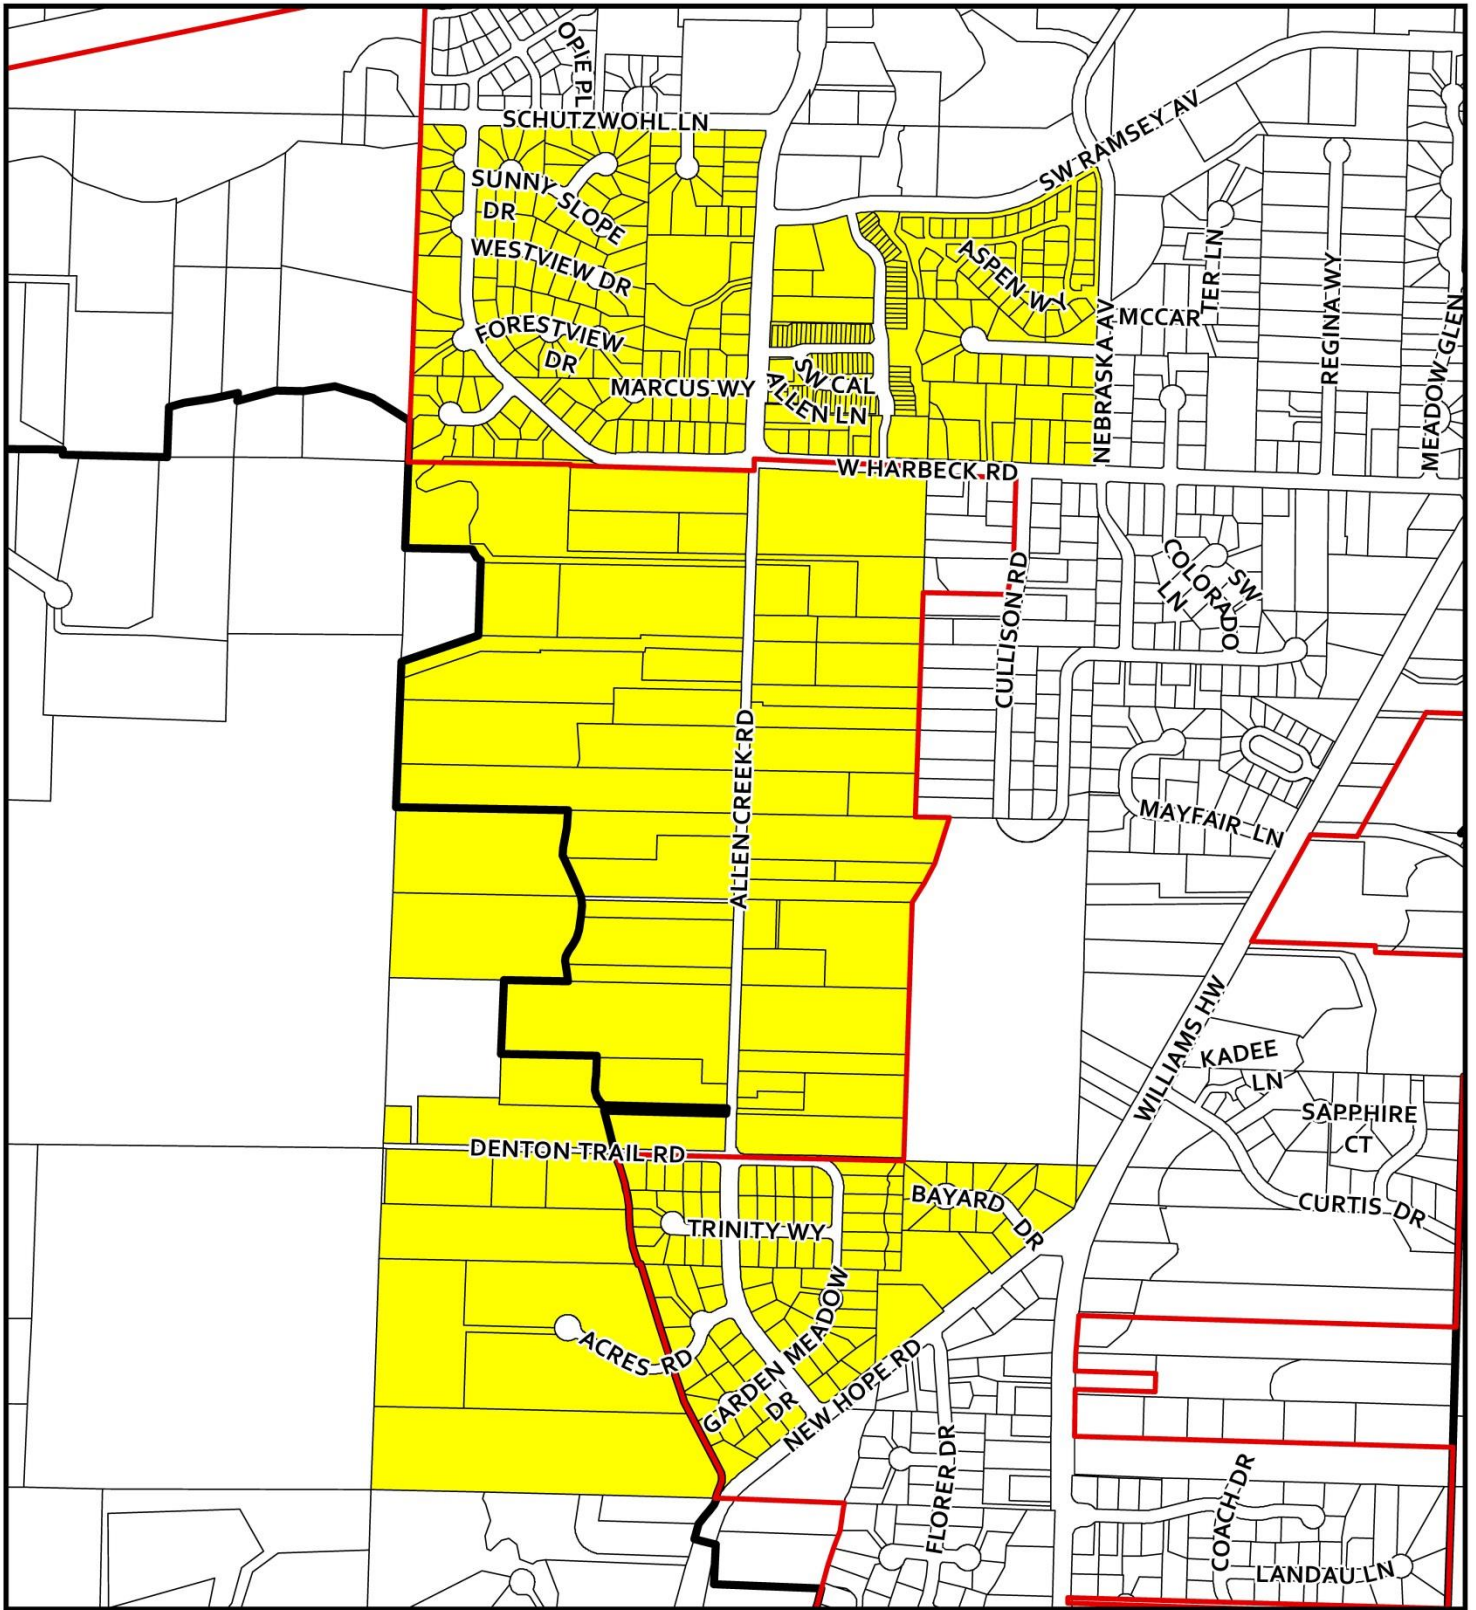 OPIE PL
SCHUTZWOHL LN
SW RAMSEY AV
SUNNY SLOPE
DR
WESTVIEW DR
ASPEN WY
MCCAR
TER LN
REGINA WY
MEADOW GLEN
FORESTVIEW
DR
NEBRASKA AV
MARCUS WY
SW CAL
ALLEN LN
W HARBECK RD
CULLISON RD
SW
COLORADO
LN
ALLEN CREEK RD
MAYFAIR LN
WILLIAMS HW
KADEE
LN
SAPPHIRE
CT
CURTIS DR
DENTON TRAIL RD
BAYARD DR
TRINITY WY
ACRES RD
GARDEN MEADOW
DR
NEW HOPE RD
FLORER DR
COACH DR
LANDAU LN